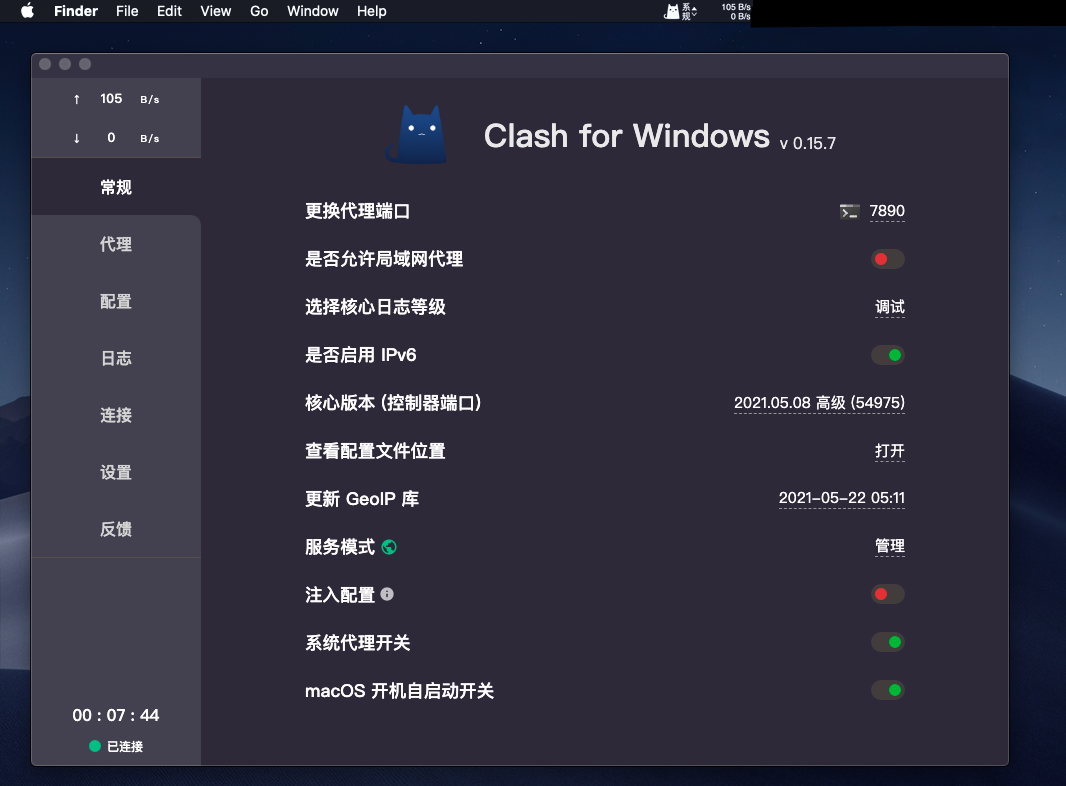 Finder File Edit View Go Window Help
系规 105 B/s
0 B/s
↑ 105 B/s
↓ 0 B/s
Clash for Windows v 0.15.7
常规
更换代理端口 7890
代理
是否允许局域网代理
配置
选择核心日志等级 调试
日志
是否启用 IPv6
连接
核心版本 (控制器端口) 2021.05.08 高级 (54975)
设置
查看配置文件位置 打开
反馈
更新 GeoIP 库 2021-05-22 05:11
服务模式 管理
注入配置
系统代理开关
macOS 开机自启动开关
00 : 07 : 44
已连接